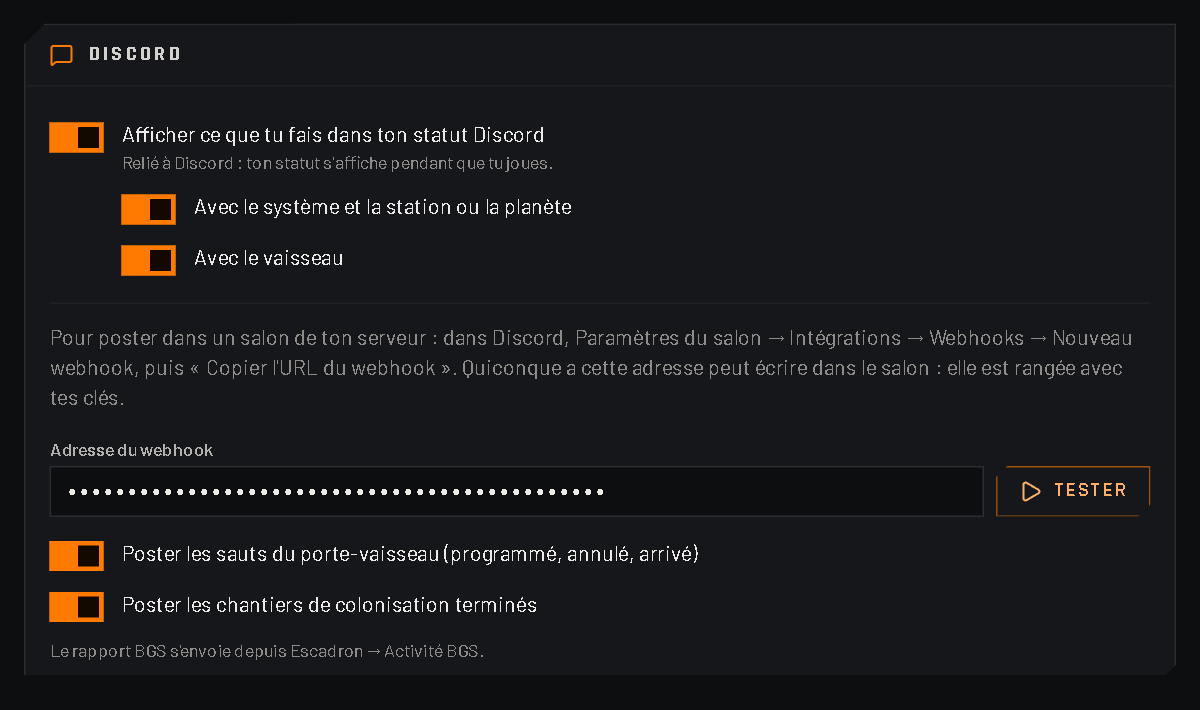 DISCORD
Afficher ce que tu fais dans ton statut Discord
Relié à Discord : ton statut s'affiche pendant que tu joues.
Avec le système et la station ou la planète
Avec le vaisseau
Pour poster dans un salon de ton serveur : dans Discord, Paramètres du salon → Intégrations → Webhooks → Nouveau
webhook, puis « Copier l'URL du webhook ». Quiconque a cette adresse peut écrire dans le salon : elle est rangée avec
tes clés.
Adresse du webhook
•••••••••••••••••••••••••••••••••••••••••••••
TESTER
Poster les sauts du porte-vaisseau (programmé, annulé, arrivé)
Poster les chantiers de colonisation terminés
Le rapport BGS s'envoie depuis Escadron → Activité BGS.